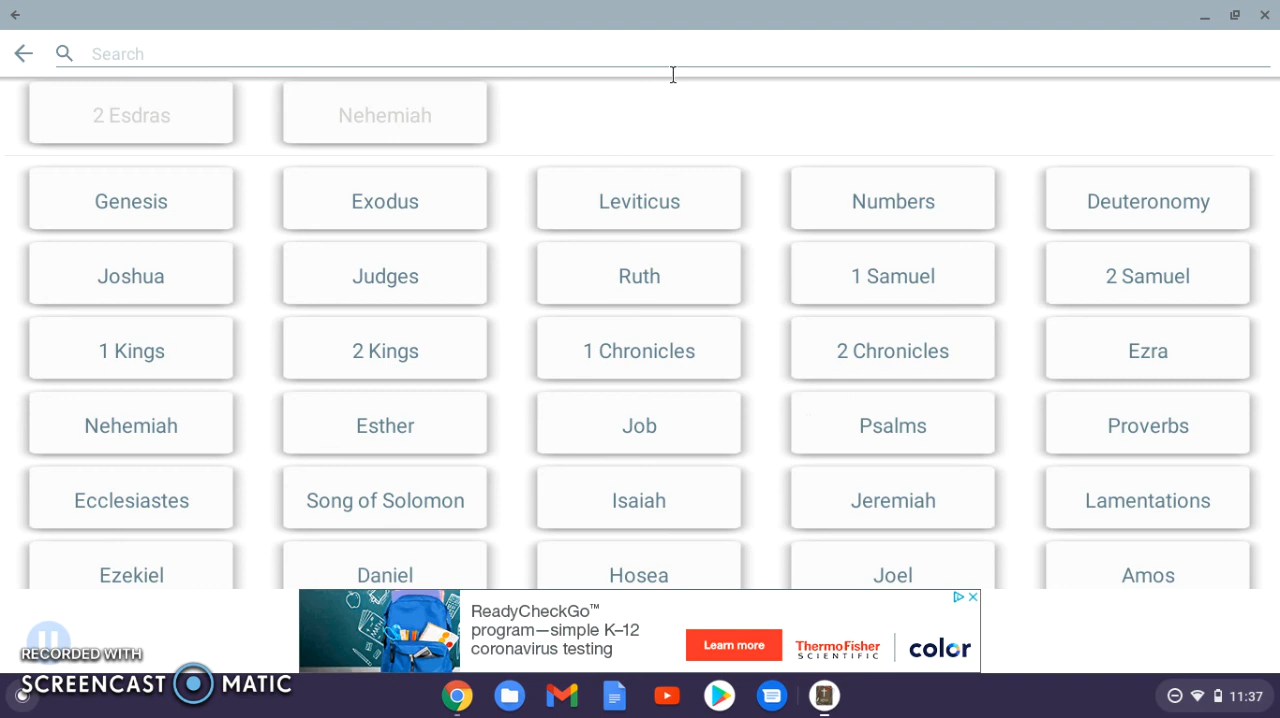 Search
2 Esdras Nehemiah
Genesis Exodus Leviticus Numbers Deuteronomy
Joshua Judges Ruth 1 Samuel 2 Samuel
1 Kings 2 Kings 1 Chronicles 2 Chronicles Ezra
Nehemiah Esther Job Psalms Proverbs
Ecclesiastes Song of Solomon Isaiah Jeremiah Lamentations
Ezekiel Daniel Hosea Joel Amos
ReadyCheckGo™
program—simple K–12
coronavirus testing
Learn more
ThermoFisher
SCIENTIFIC
color
RECORDED WITH
SCREENCAST MATIC
11:37